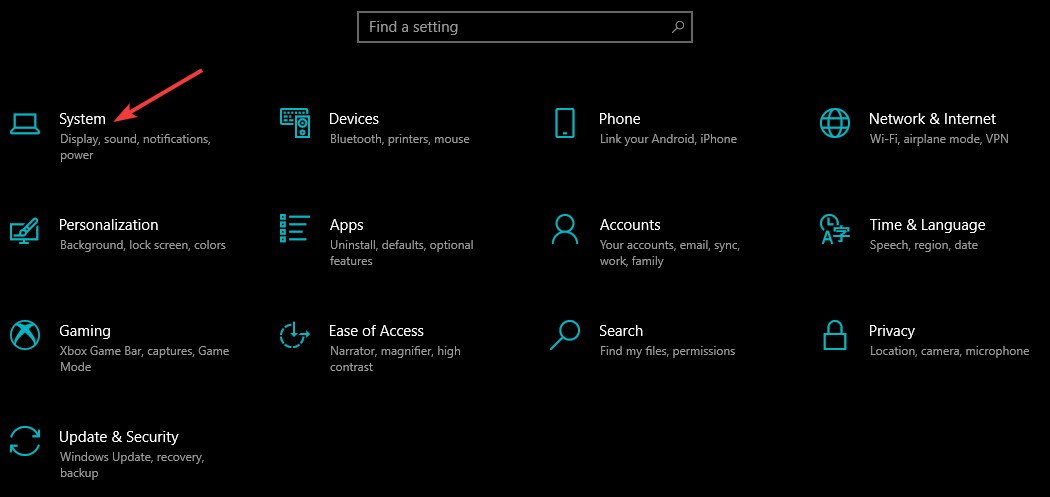 Find a setting
System
Display, sound, notifications,
power
Devices
Bluetooth, printers, mouse
Phone
Link your Android, iPhone
Network & Internet
Wi-Fi, airplane mode, VPN
Personalization
Background, lock screen, colors
Apps
Uninstall, defaults, optional
features
Accounts
Your accounts, email, sync,
work, family
Time & Language
Speech, region, date
Gaming
Xbox Game Bar, captures, Game
Mode
Ease of Access
Narrator, magnifier, high
contrast
Search
Find my files, permissions
Privacy
Location, camera, microphone
Update & Security
Windows Update, recovery,
backup